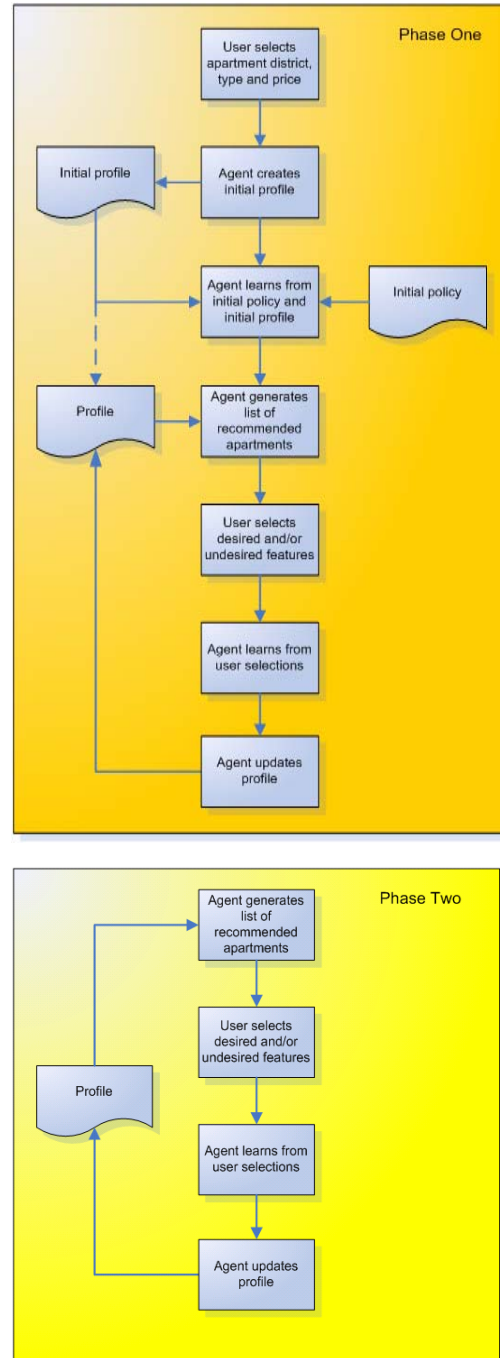 Phase One
User selects
apartment district,
type and price
Initial profile
Agent creates
initial profile
Agent learns from
initial policy and
initial profile
Initial policy
Profile
Agent generates
list of
recommended
apartments
User selects
desired and/or
undesired features
Agent learns from
user selections
Agent updates
profile
Phase Two
Agent generates
list of
recommended
apartments
User selects
desired and/or
undesired features
Profile
Agent learns from
user selections
Agent updates
profile